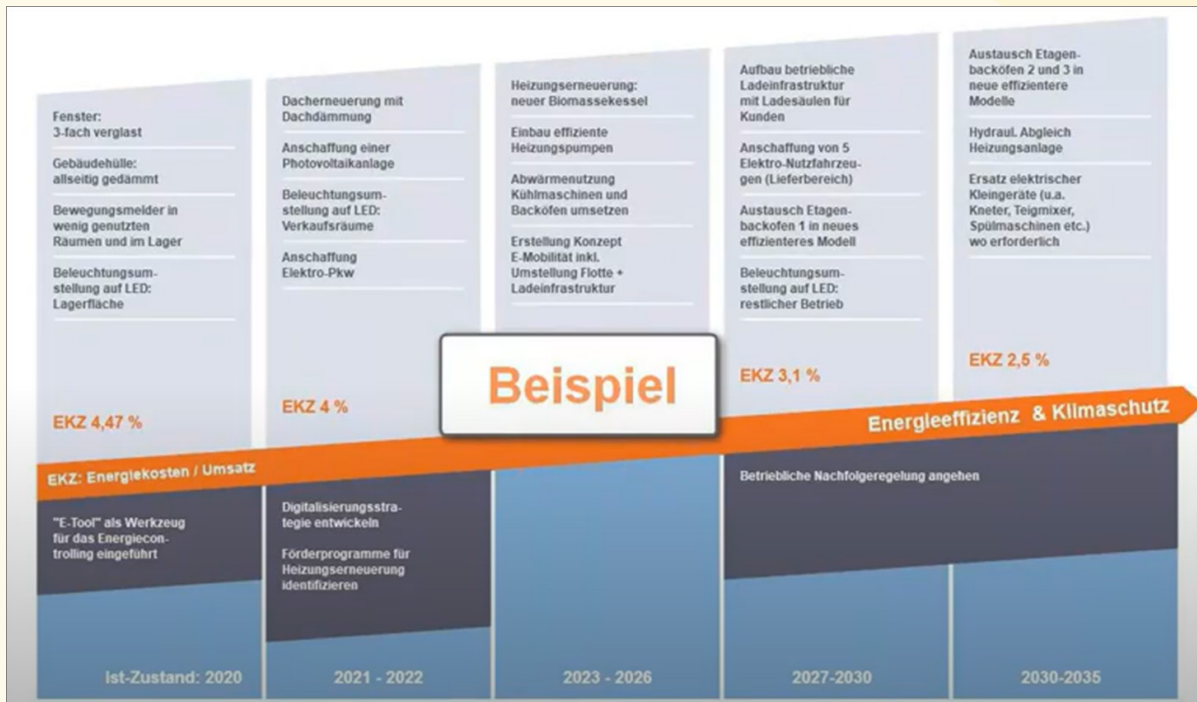 Fenster:
3-fach verglast
Gebäudehülle:
allseitig gedämmt
Bewegungsmelder in
wenig genutzten
Räumen und im Lager
Beleuchtungsum-
stellung auf LED:
Lagerfläche
EKZ 4,47 %
Dacherneuerung mit
Dachdämmung
Anschaffung einer
Photovoltaikanlage
Beleuchtungsum-
stellung auf LED:
Verkaufsräume
Anschaffung
Elektro-Pkw
EKZ 4 %
Heizungserneuerung:
neuer Biomassekessel
Einbau effiziente
Heizungspumpen
Abwärmenutzung
Kühlmaschinen und
Backöfen umsetzen
Erstellung Konzept
E-Mobilität inkl.
Umstellung Flotte +
Ladeinfrastruktur
Aufbau betriebliche
Ladeinfrastruktur
mit Ladesäulen für
Kunden
Anschaffung von 5
Elektro-Nutzfahrzeu-
gen (Lieferbereich)
Austausch Etagen-
backofen 1 in neues
effizienteres Modell
Beleuchtungsum-
stellung auf LED:
restlicher Betrieb
EKZ 3,1 %
Austausch Etagen-
backöfen 2 und 3 in
neue effizientere
Modelle
Hydraul. Abgleich
Heizungsanlage
Ersatz elektrischer
Kleingeräte (u.a.
Kneter, Teigmixer,
Spülmaschinen etc.)
wo erforderlich
EKZ 2,5 %
Beispiel
EKZ: Energiekosten / Umsatz
Energieeffizienz & Klimaschutz
"E-Tool" als Werkzeug
für das Energiecon-
trolling eingeführt
Digitalisierungsstra-
tegie entwickeln
Förderprogramme für
Heizungserneuerung
identifizieren
Betriebliche Nachfolgeregelung angehen
Ist-Zustand: 2020
2021 - 2022
2023 - 2026
2027-2030
2030-2035